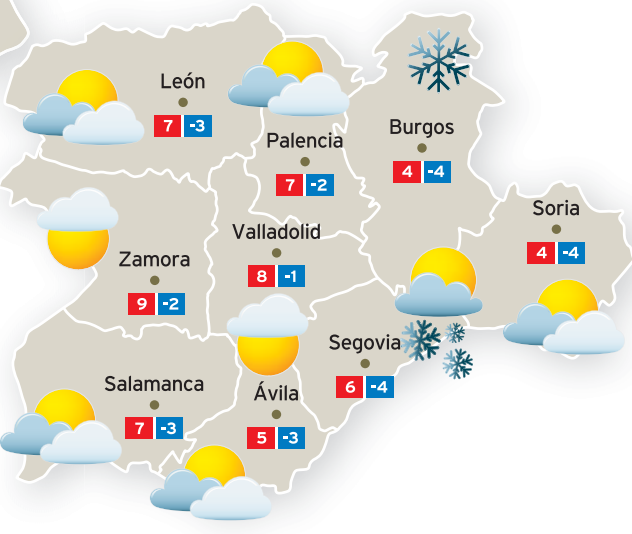 León
7 -3
Palencia
7 -2
Burgos
4 -4
Soria
4 -4
Zamora
9 -2
Valladolid
8 -1
Segovia
6 -4
Salamanca
7 -3
Ávila
5 -3